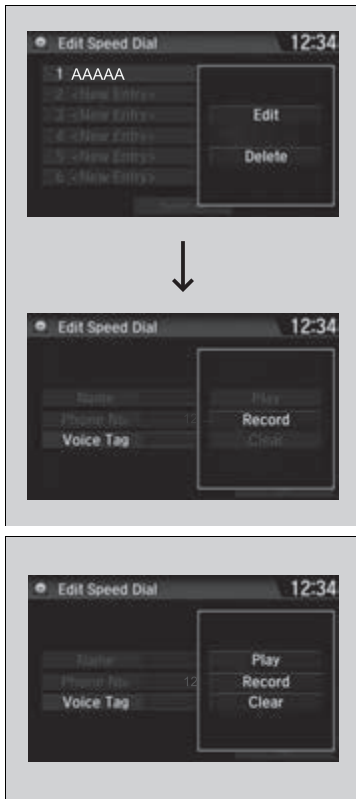 Edit Speed Dial 12:34
1 AAAAA
2 <New Entry>
3 <New Entry>
4 <New Entry>
5 <New Entry>
6 <New Entry>
Edit
Delete
Edit Speed Dial 12:34
Name Play
Phone No. 12 Record
Voice Tag Clear
Edit Speed Dial 12:34
Name Play
Phone No. 12 Record
Voice Tag Clear